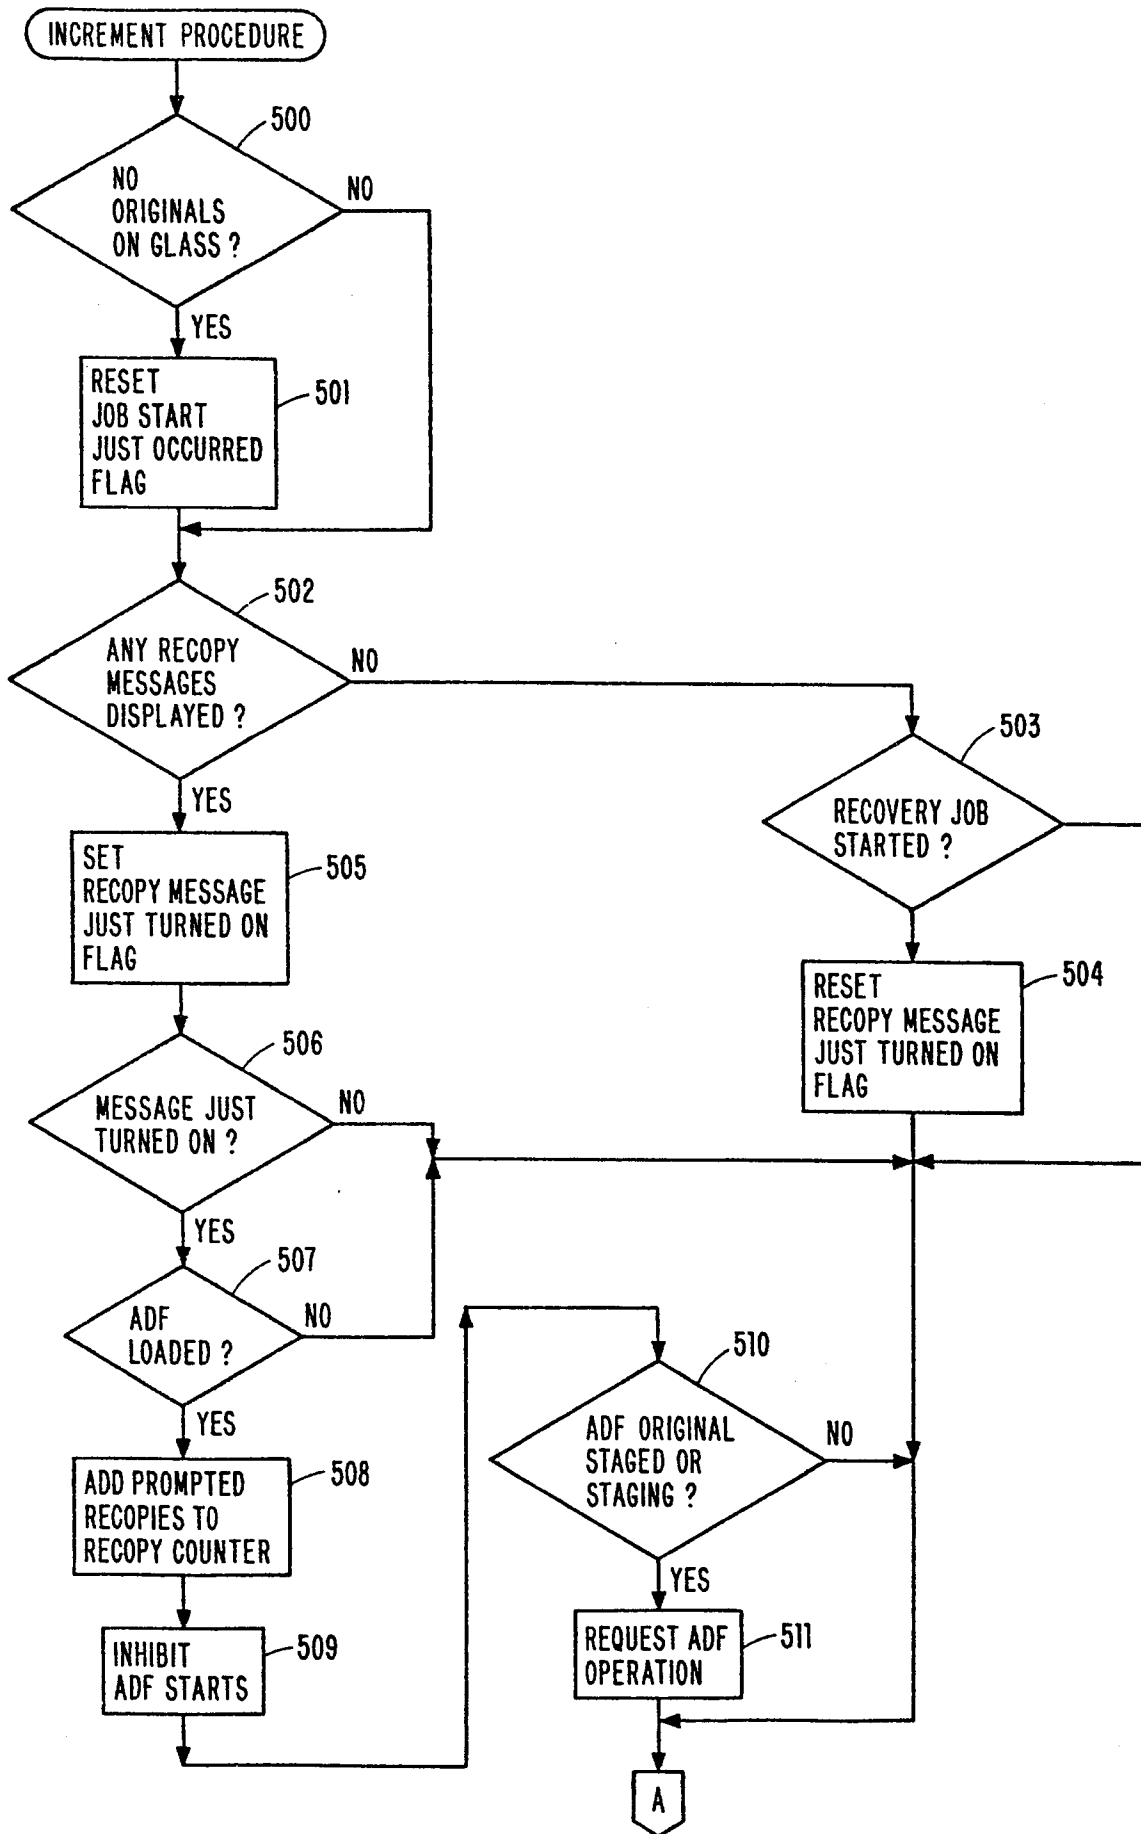 INCREMENT PROCEDURE
500
NO
ORIGINALS
ON GLASS ?
NO
YES
RESET
JOB START
JUST OCCURRED
FLAG
501
502
ANY RECOPY
MESSAGES
DISPLAYED ?
NO
YES
503
RECOVERY JOB
STARTED ?
SET
RECOPY MESSAGE
JUST TURNED ON
FLAG
505
RESET
RECOPY MESSAGE
JUST TURNED ON
FLAG
504
506
MESSAGE JUST
TURNED ON ?
NO
YES
507
ADF
LOADED ?
NO
YES
510
ADF ORIGINAL
STAGED OR
STAGING ?
NO
YES
ADD PROMPTED
RECOPIES TO
RECOPY COUNTER
508
INHIBIT
ADF STARTS
509
REQUEST ADF
OPERATION
511
A